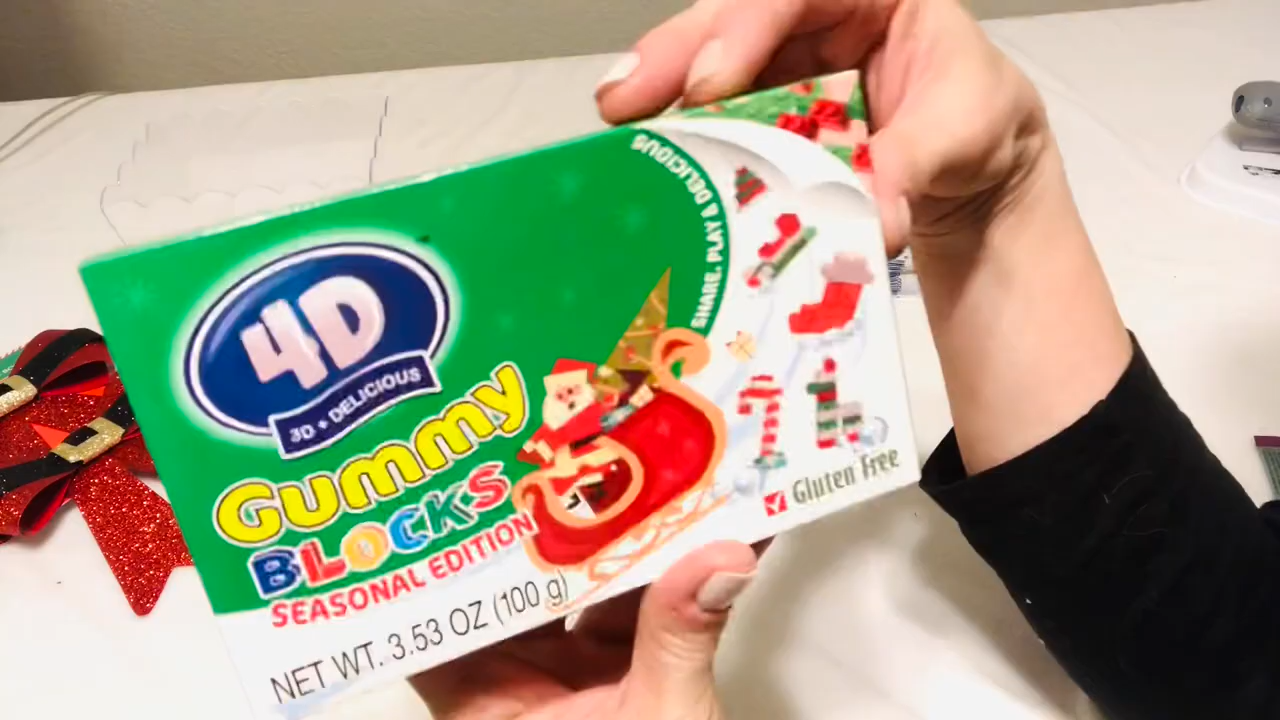 4D
3D + DELICIOUS
Gummy
BLOCKS
SEASONAL EDITION
NET WT. 3.53 OZ (100 g)
SHARE, PLAY & DELICIOUS
Gluten Free